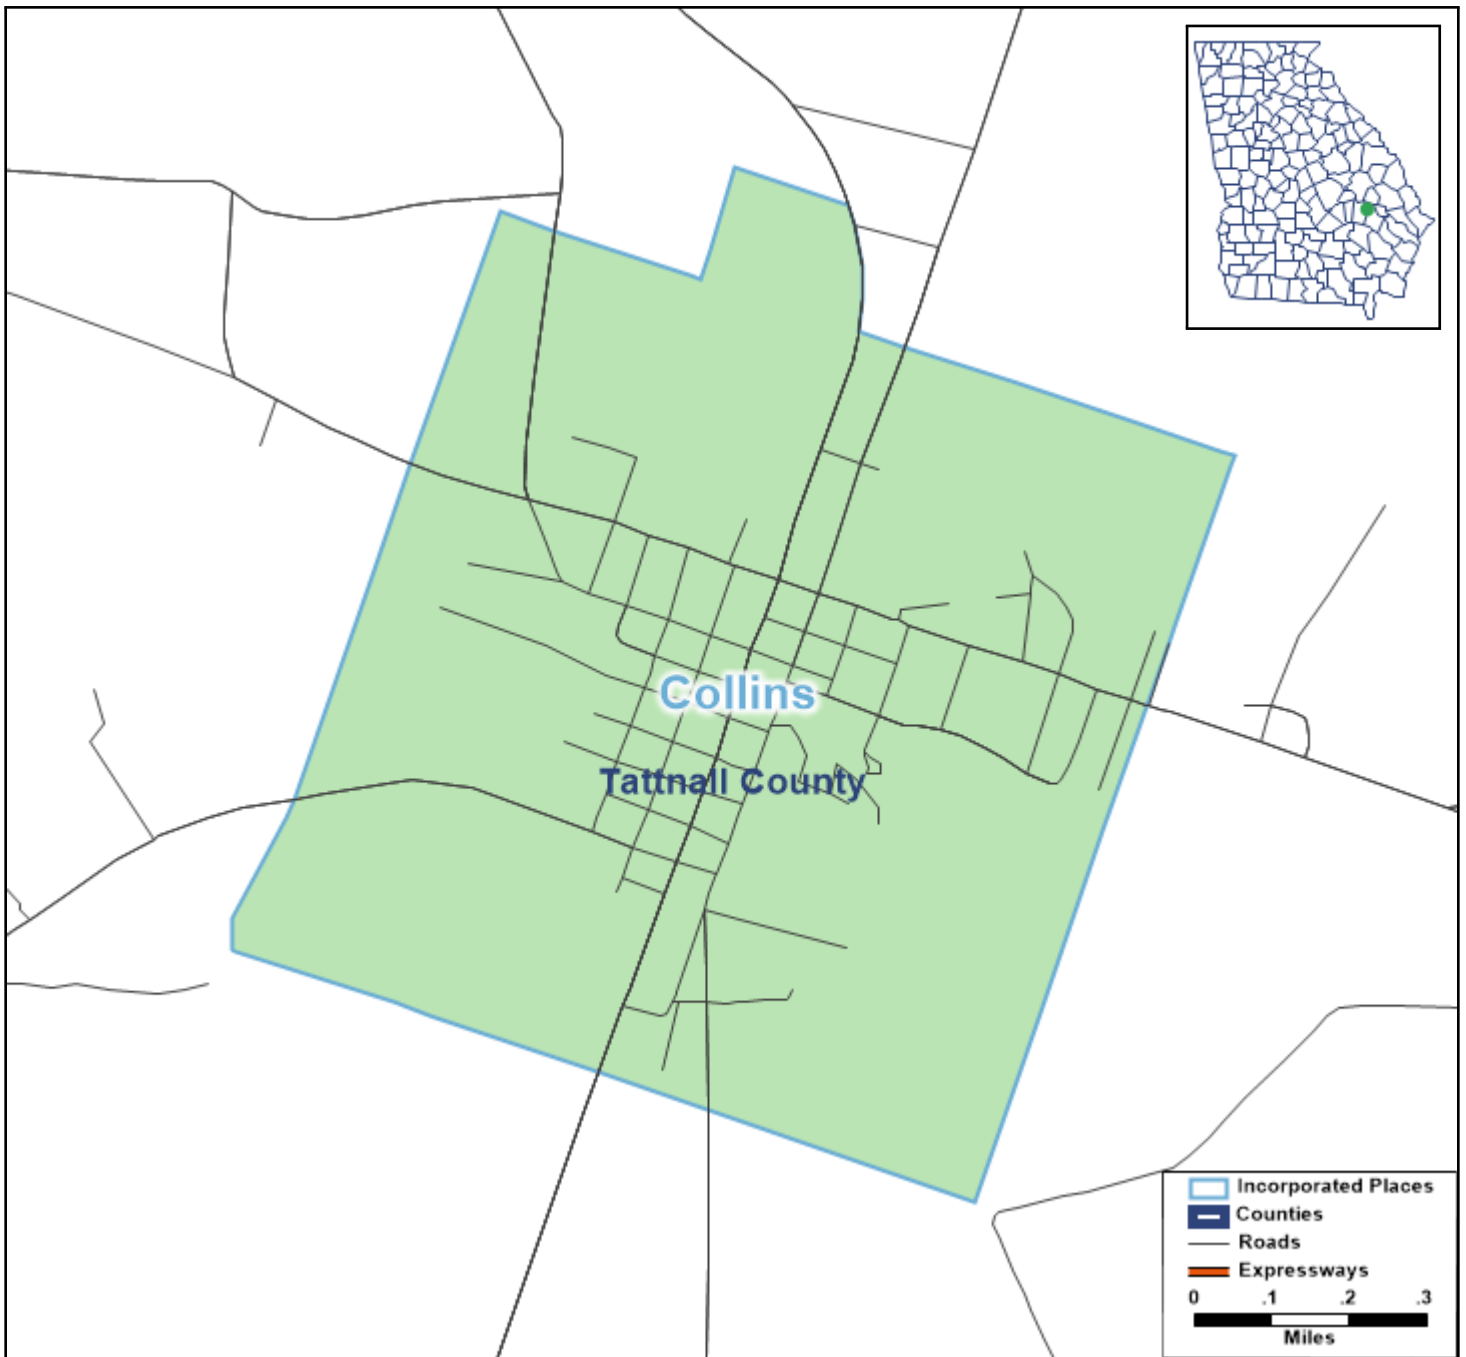 Collins
Tattnall County
Incorporated Places
Counties
Roads
Expressways
0 .1 .2 .3
Miles